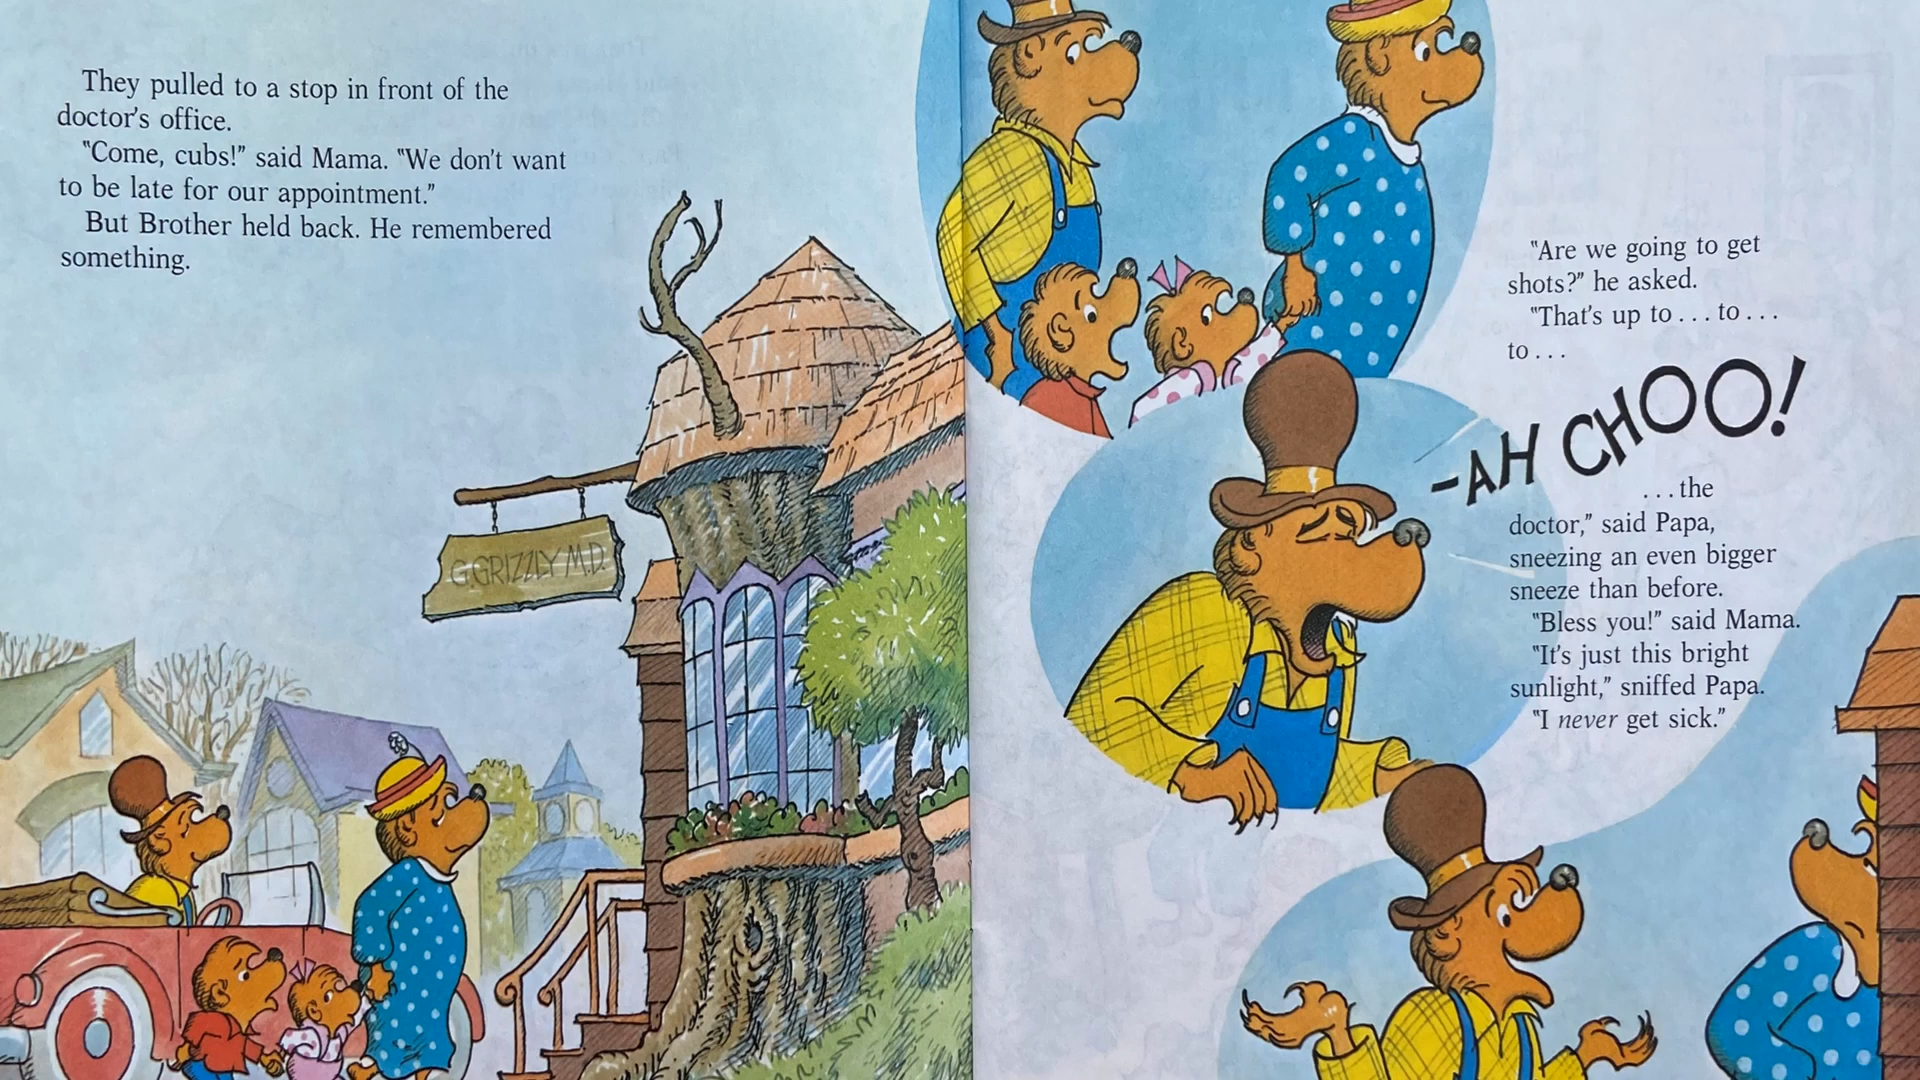 They pulled to a stop in front of the
doctor's office.
"Come, cubs!" said Mama. "We don't want
to be late for our appointment."
But Brother held back. He remembered
something.
G. GRIZZLY M.D.
"Are we going to get
shots?" he asked.
"That's up to . . . to . . .
to . . .
–AH CHOO!
. . . the
doctor," said Papa,
sneezing an even bigger
sneeze than before.
"Bless you!" said Mama.
"It's just this bright
sunlight," sniffed Papa.
"I never get sick."